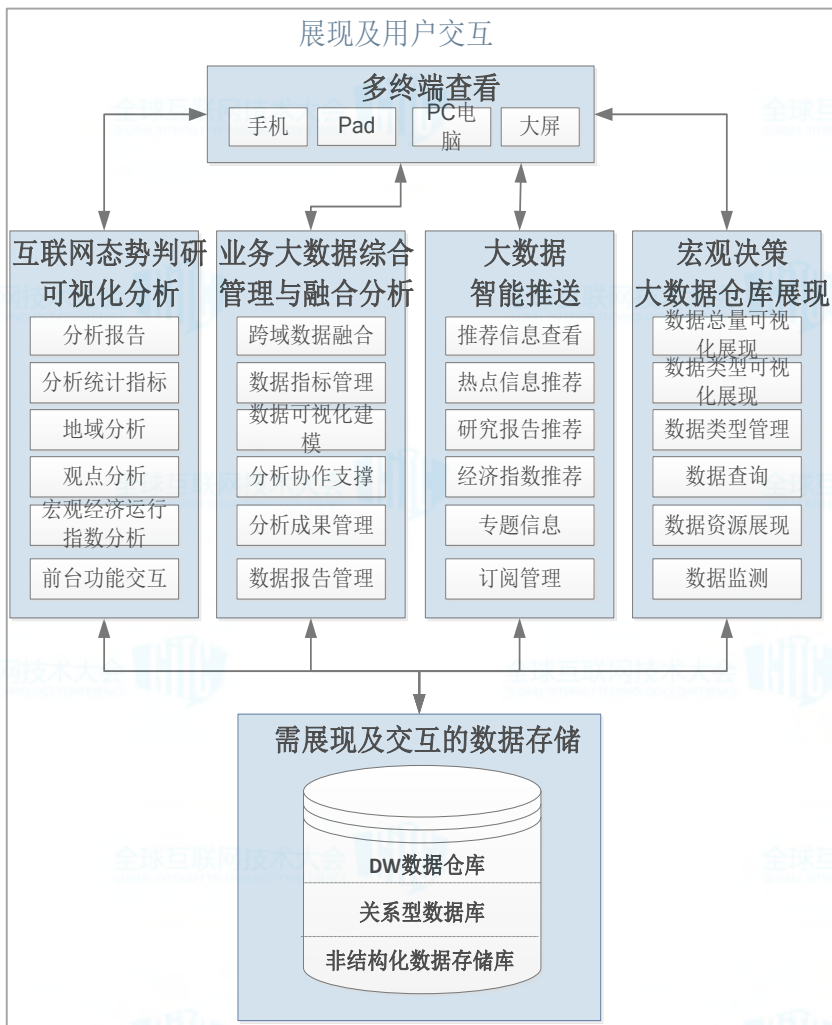 展现及用户交互
多终端查看
手机
Pad
PC电
脑
大屏
互联网态势判研
可视化分析
分析报告
分析统计指标
地域分析
观点分析
宏观经济运行
指数分析
前台功能交互
业务大数据综合
管理与融合分析
跨域数据融合
数据指标管理
数据可视化建
模
分析协作支撑
分析成果管理
数据报告管理
大数据
智能推送
推荐信息查看
热点信息推荐
研究报告推荐
经济指数推荐
专题信息
订阅管理
宏观决策
大数据仓库展现
数据总量可视
化展现
数据类型可视
化展现
数据类型管理
数据查询
数据资源展现
数据监测
需展现及交互的数据存储
DW数据仓库
关系型数据库
非结构化数据存储库
全球互联网技术大会